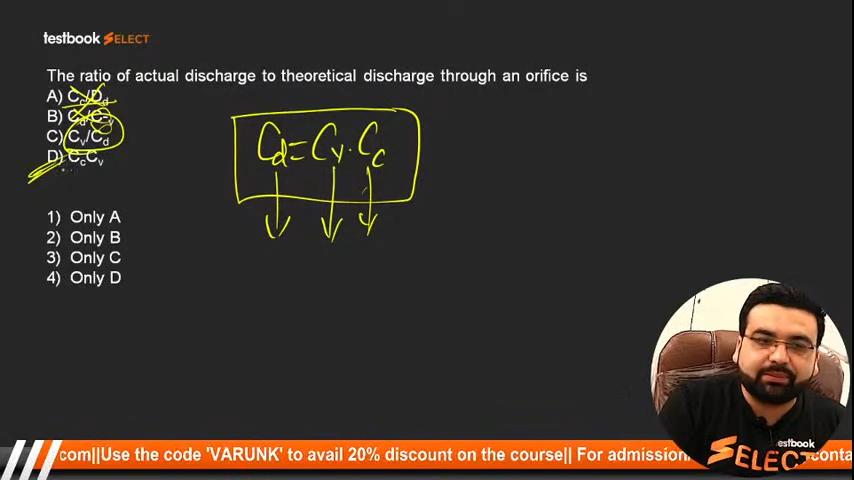 testbook SELECT
The ratio of actual discharge to theoretical discharge through an orifice is
A) Cc/Dd
B) Cd/C-v
C) Cv/Cd
D) CcCv
Cd = Cv . Cc
1) Only A
2) Only B
3) Only C
4) Only D
testbook
SELECT
com||Use the code 'VARUNK' to avail 20% discount on the course|| For admission
conta